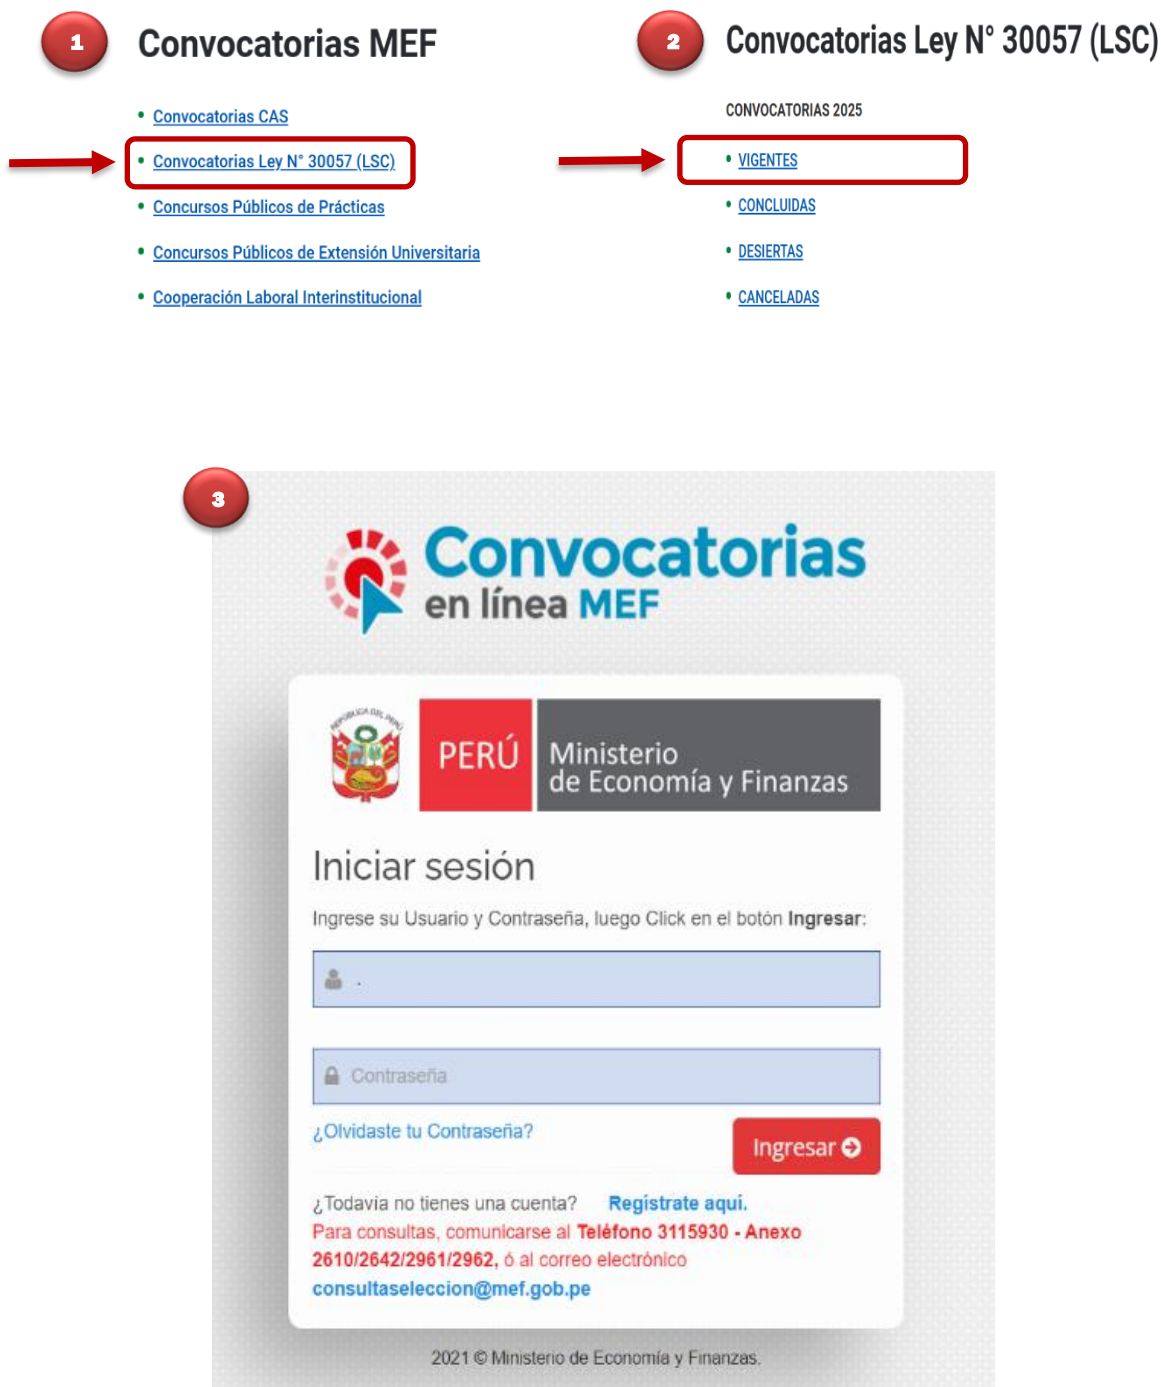 1
Convocatorias MEF
• Convocatorias CAS
• Convocatorias Ley N° 30057 (LSC)
• Concursos Públicos de Prácticas
• Concursos Públicos de Extensión Universitaria
• Cooperación Laboral Interinstitucional
2
Convocatorias Ley N° 30057 (LSC)
CONVOCATORIAS 2025
• VIGENTES
• CONCLUIDAS
• DESIERTAS
• CANCELADAS
3
Convocatorias
en línea MEF
REPÚBLICA DEL PERÚ
PERÚ
Ministerio
de Economía y Finanzas
Iniciar sesión
Ingrese su Usuario y Contraseña, luego Click en el botón Ingresar:
.
Contraseña
¿Olvidaste tu Contraseña?
Ingresar
¿Todavia no tienes una cuenta? Regístrate aquí.
Para consultas, comunicarse al Teléfono 3115930 - Anexo
2610/2642/2961/2962, ó al correo electrónico
consultaseleccion@mef.gob.pe
2021 © Ministerio de Economía y Finanzas.